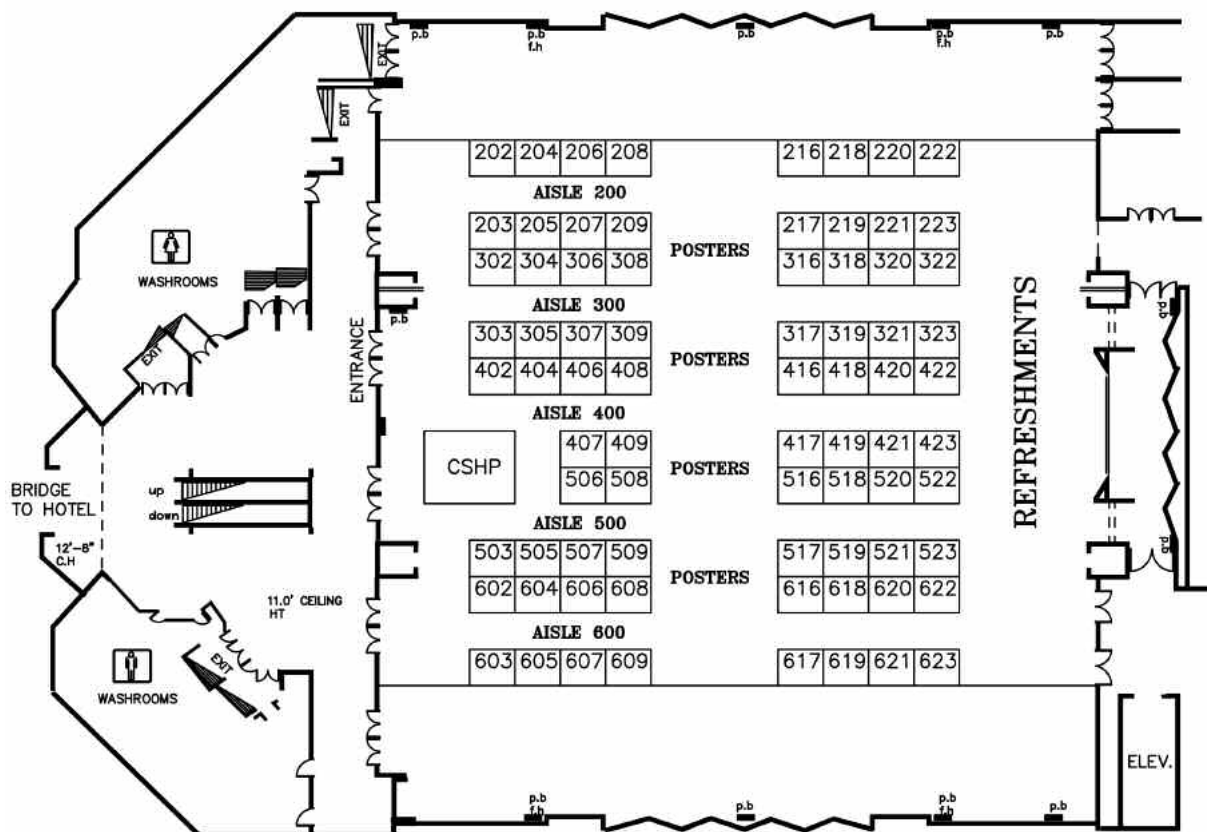 p.b
p.b
f.h
p.b
p.b
f.h
p.b
EXIT
EXIT
202 204 206 208
216 218 220 222
AISLE 200
203 205 207 209
217 219 221 223
POSTERS
302 304 306 308
316 318 320 322
WASHROOMS
AISLE 300
p.b
p.b
303 305 307 309
317 319 321 323
POSTERS
402 404 406 408
416 418 420 422
EXIT
ENTRANCE
REFRESHMENTS
AISLE 400
407 409
417 419 421 423
CSHP
POSTERS
506 508
516 518 520 522
BRIDGE
TO HOTEL
up
down
AISLE 500
12'-8"
C.H
p.b
503 505 507 509
517 519 521 523
POSTERS
602 604 606 608
616 618 620 622
11.0' CEILING
HT
AISLE 600
603 605 607 609
617 619 621 623
EXIT
WASHROOMS
ELEV.
p.b
f.h
p.b
p.b
f.h
p.b